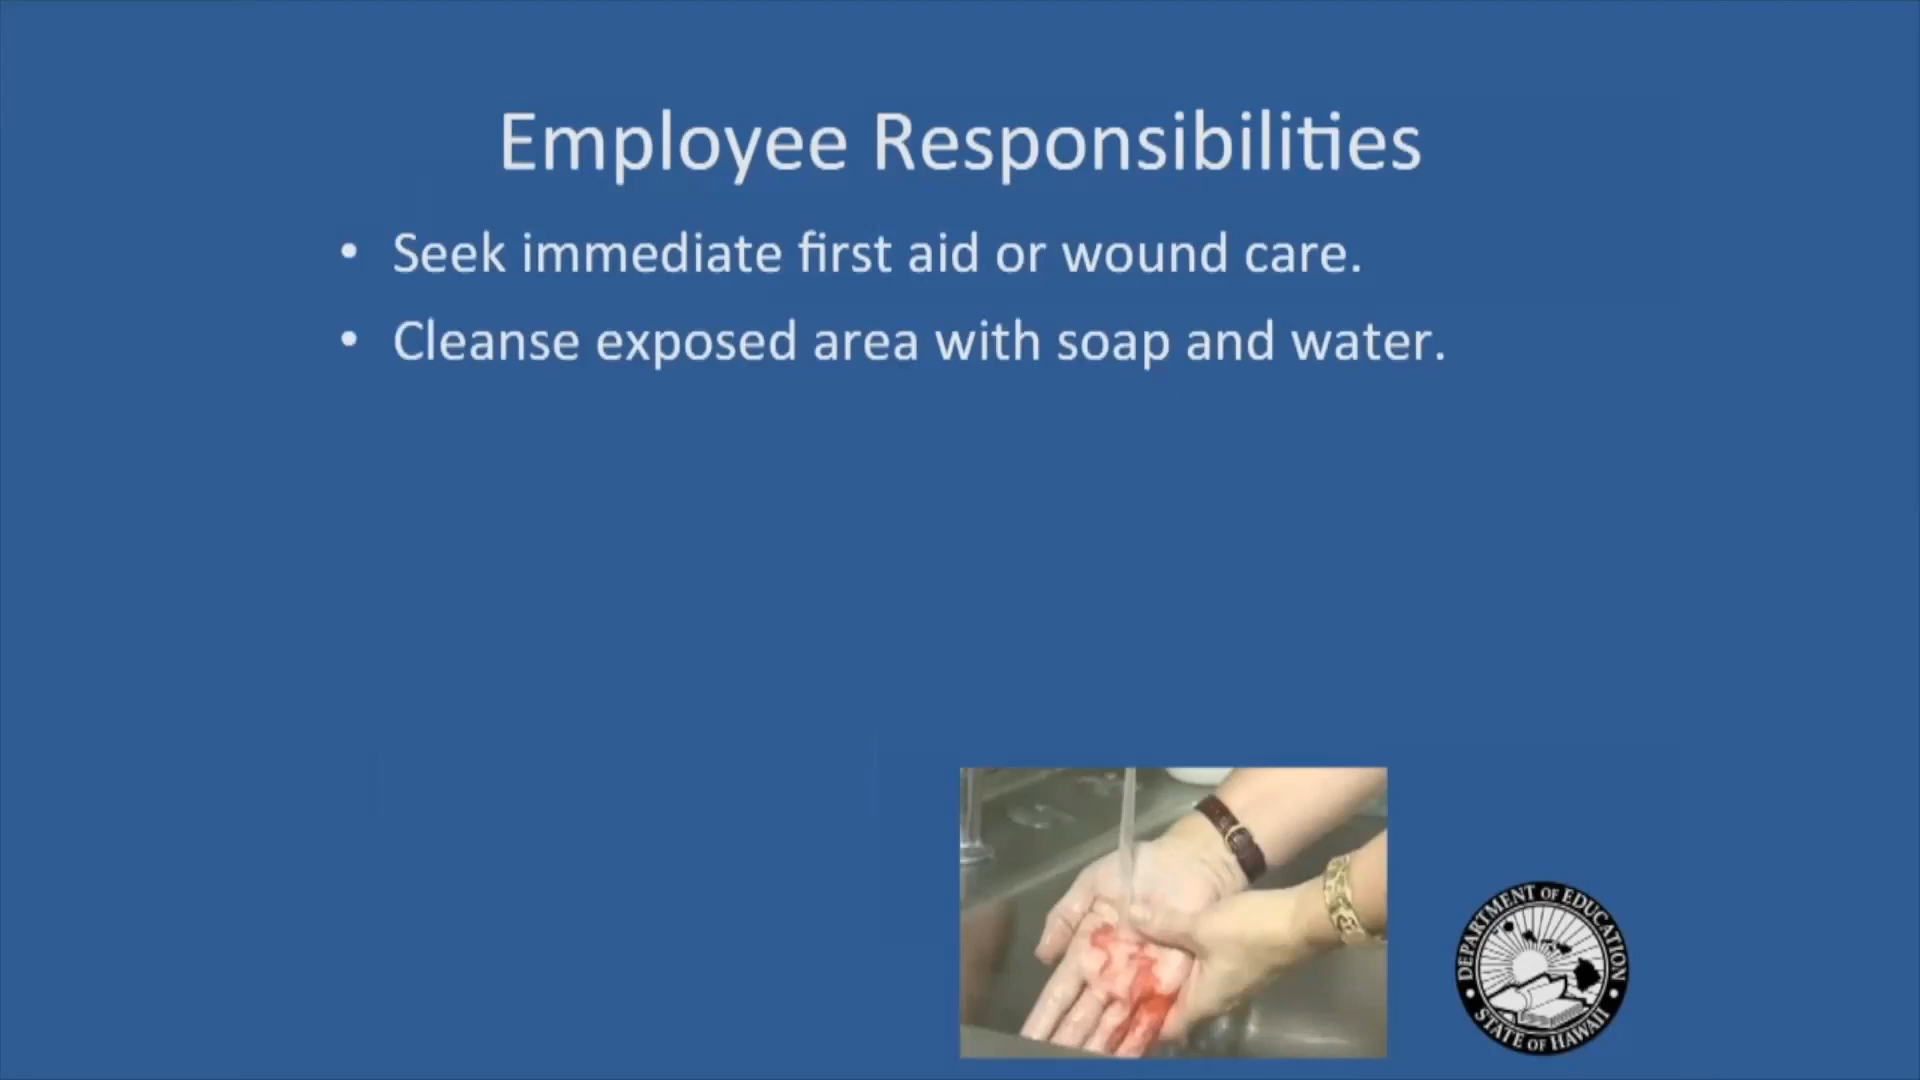 Employee Responsibilities
• Seek immediate first aid or wound care.
• Cleanse exposed area with soap and water.
DEPARTMENT OF EDUCATION
• STATE OF HAWAII •